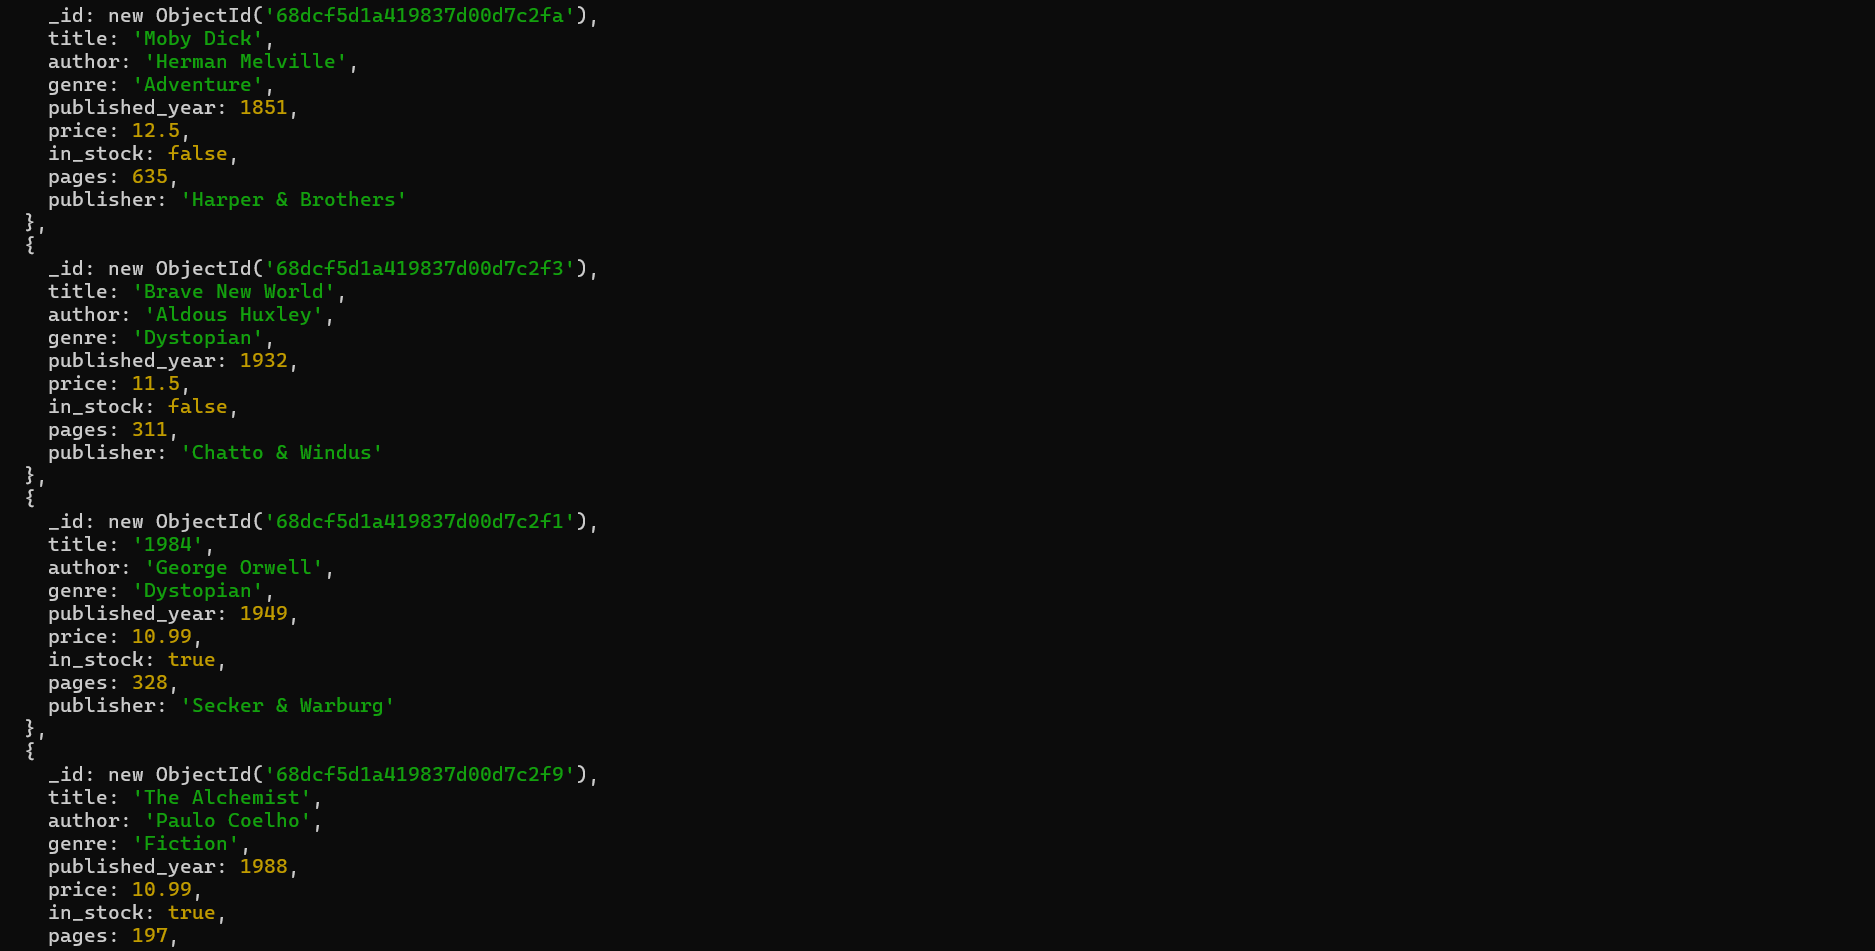 _id: new ObjectId('68dcf5d1a419837d00d7c2fa'),
    title: 'Moby Dick',
    author: 'Herman Melville',
    genre: 'Adventure',
    published_year: 1851,
    price: 12.5,
    in_stock: false,
    pages: 635,
    publisher: 'Harper & Brothers'
  },
  {
    _id: new ObjectId('68dcf5d1a419837d00d7c2f3'),
    title: 'Brave New World',
    author: 'Aldous Huxley',
    genre: 'Dystopian',
    published_year: 1932,
    price: 11.5,
    in_stock: false,
    pages: 311,
    publisher: 'Chatto & Windus'
  },
  {
    _id: new ObjectId('68dcf5d1a419837d00d7c2f1'),
    title: '1984',
    author: 'George Orwell',
    genre: 'Dystopian',
    published_year: 1949,
    price: 10.99,
    in_stock: true,
    pages: 328,
    publisher: 'Secker & Warburg'
  },
  {
    _id: new ObjectId('68dcf5d1a419837d00d7c2f9'),
    title: 'The Alchemist',
    author: 'Paulo Coelho',
    genre: 'Fiction',
    published_year: 1988,
    price: 10.99,
    in_stock: true,
    pages: 197,